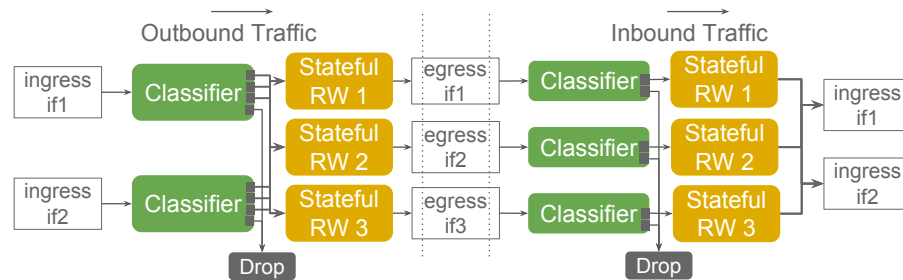 Outbound Traffic
Inbound Traffic
ingress
if1
Classifier
Stateful
RW 1
egress
if1
Classifier
Stateful
RW 1
ingress
if1
Stateful
RW 2
egress
if2
Classifier
Stateful
RW 2
ingress
if2
Classifier
Stateful
RW 3
egress
if3
Classifier
Stateful
RW 3
ingress
if2
Drop
Drop